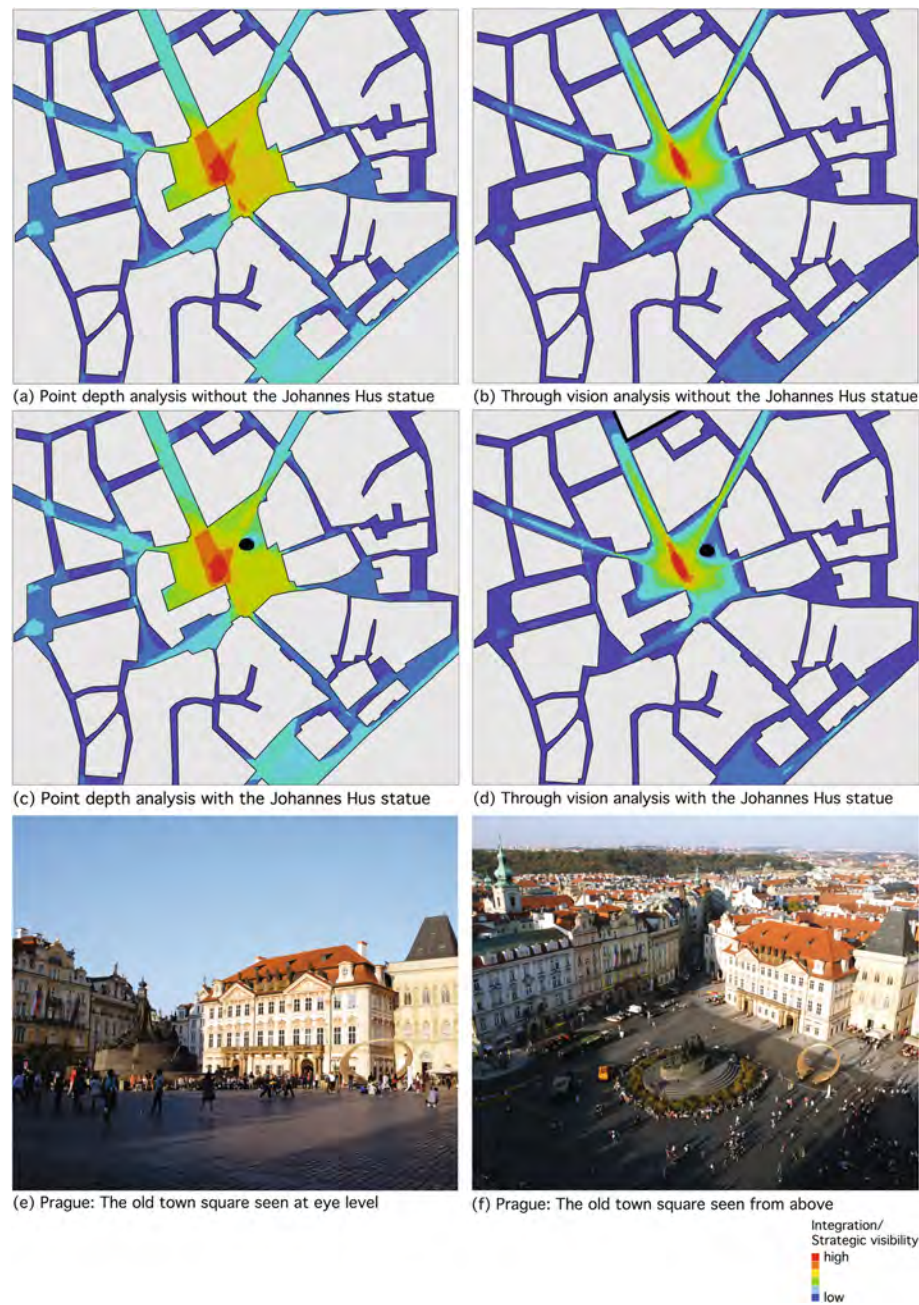 (a) Point depth analysis without the Johannes Hus statue
(b) Through vision analysis without the Johannes Hus statue
(c) Point depth analysis with the Johannes Hus statue
(d) Through vision analysis with the Johannes Hus statue
(e) Prague: The old town square seen at eye level
(f) Prague: The old town square seen from above
Integration/
Strategic visibility
high
low